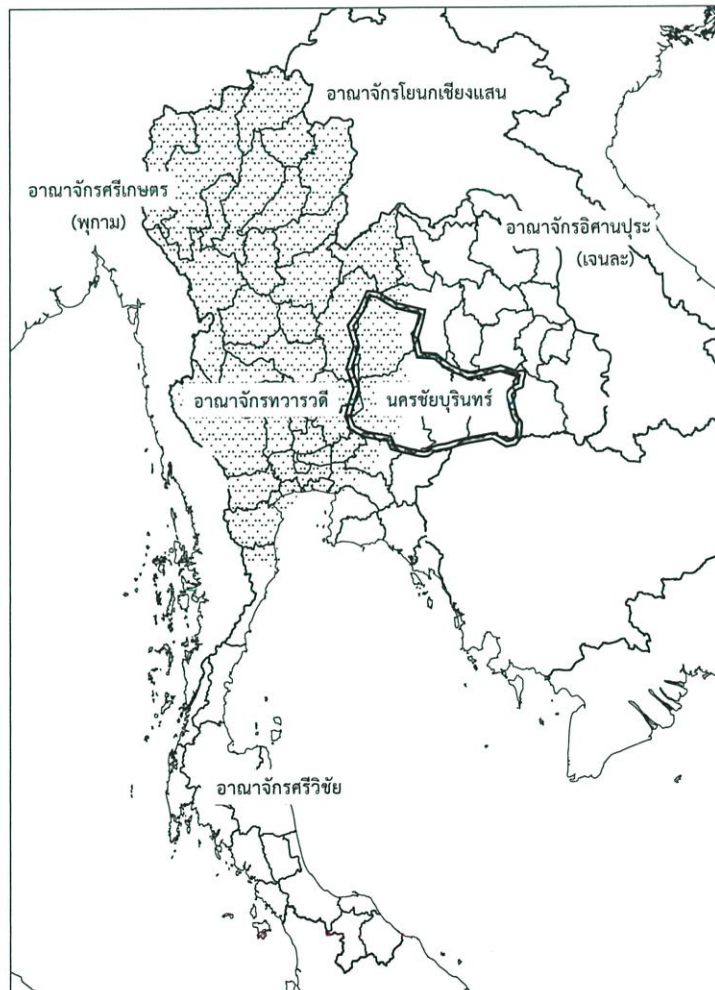 อาณาจักรโยนกเชียงแสน
อาณาจักรศรีเกษตร
(พุกาม)
อาณาจักรอิศานปุระ
(เจนละ)
อาณาจักรทวารวดี
นครชัยบุรินทร์
อาณาจักรศรีวิชัย